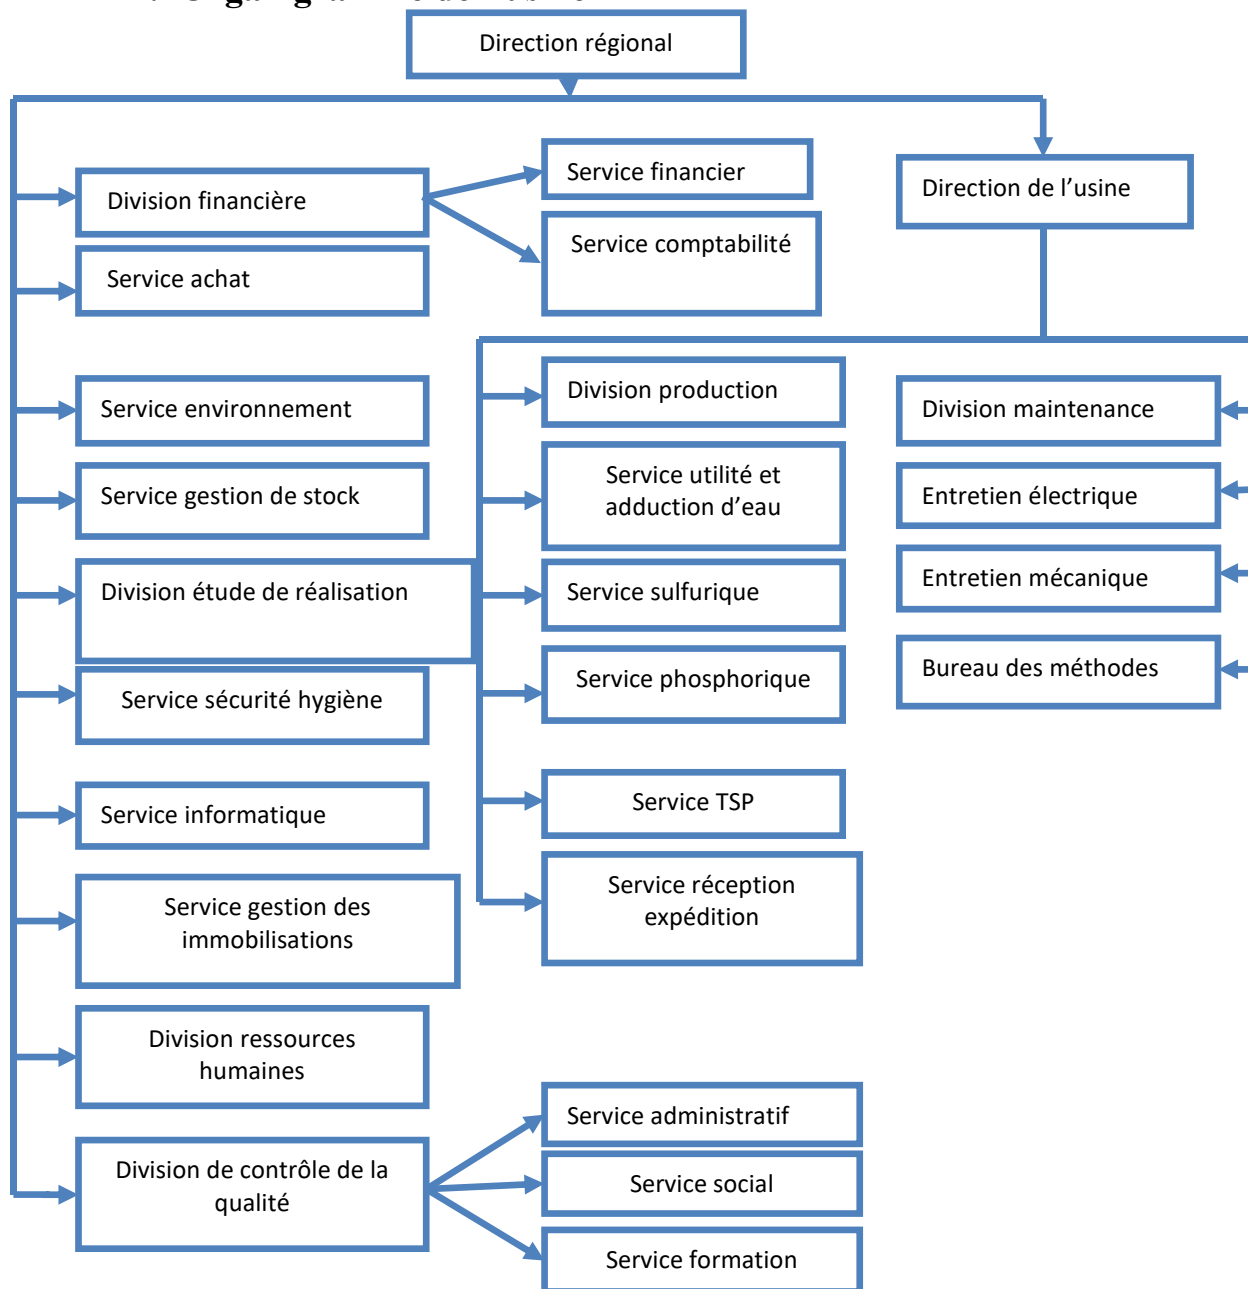 Direction régional
Division financière
Service financier
Direction de l’usine
Service comptabilité
Service achat
Service environnement
Division production
Division maintenance
Service gestion de stock
Service utilité et
adduction d’eau
Entretien électrique
Division étude de réalisation
Service sulfurique
Entretien mécanique
Service sécurité hygiène
Service phosphorique
Bureau des méthodes
Service informatique
Service TSP
Service gestion des
immobilisations
Service réception
expédition
Division ressources
humaines
Division de contrôle de la
qualité
Service administratif
Service social
Service formation